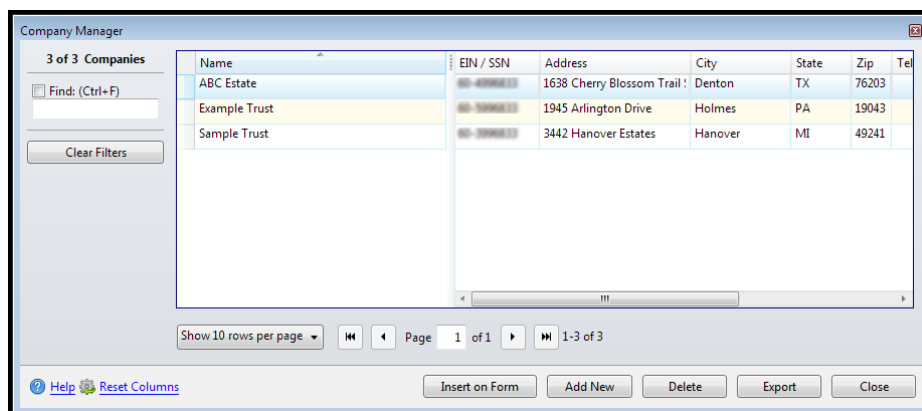 Company Manager
3 of 3 Companies
Find: (Ctrl+F)
Clear Filters
Name EIN / SSN Address City State Zip Tel
ABC Estate 1638 Cherry Blossom Trail Denton TX 76203
Example Trust 1945 Arlington Drive Holmes PA 19043
Sample Trust 3442 Hanover Estates Hanover MI 49241
Show 10 rows per page Page 1 of 1 1-3 of 3
Help Reset Columns Insert on Form Add New Delete Export Close